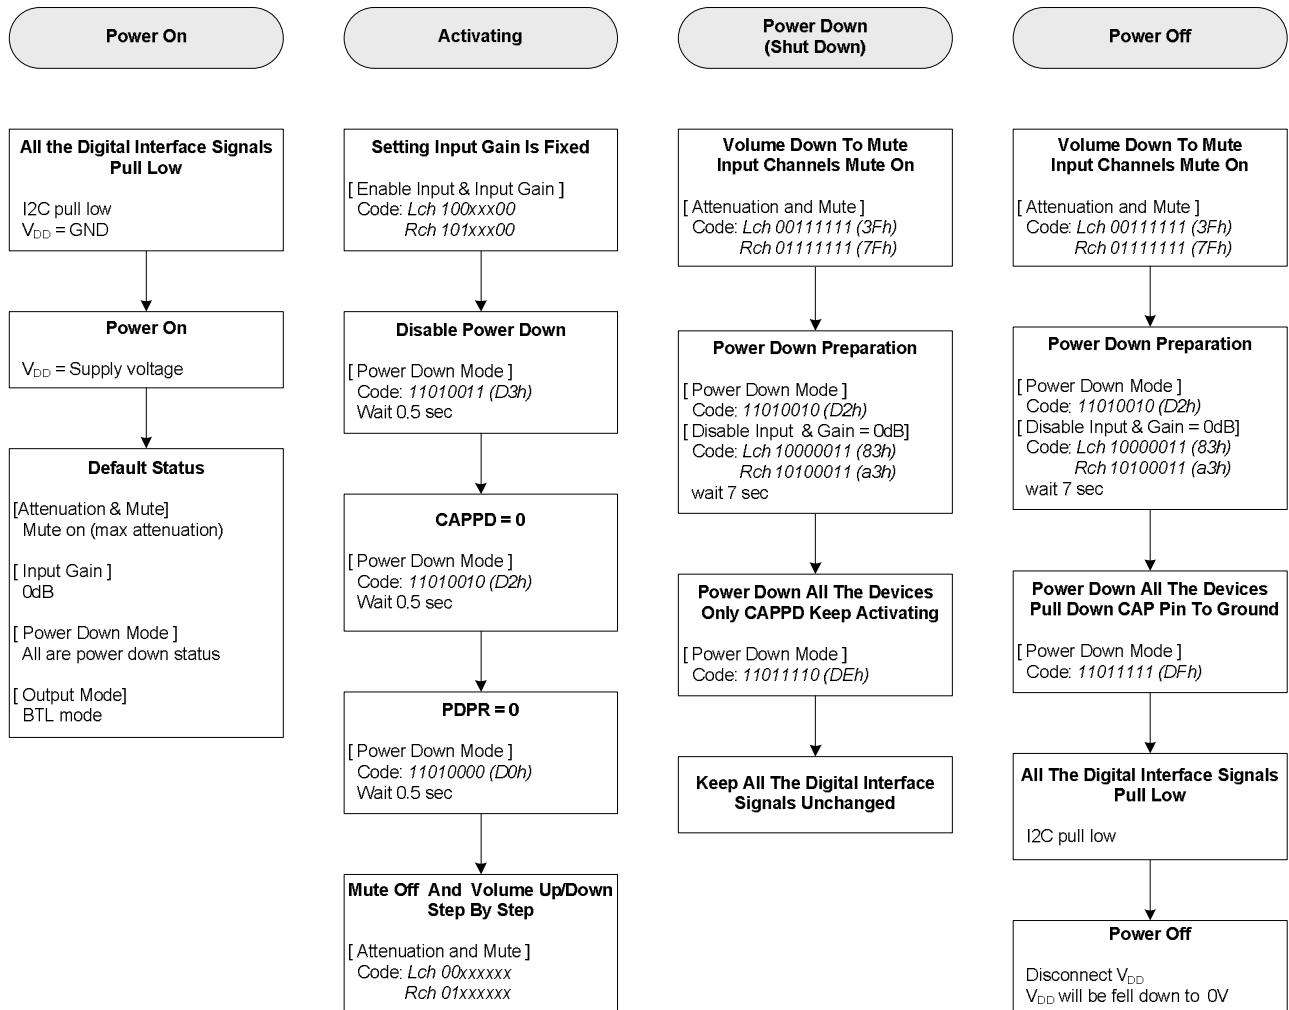 Power On
All the Digital Interface Signals
Pull Low
I2C pull low
VDD = GND
Power On
VDD = Supply voltage
Default Status
[Attenuation & Mute]
Mute on (max attenuation)
[ Input Gain ]
0dB
[ Power Down Mode ]
All are power down status
[ Output Mode]
BTL mode
Activating
Setting Input Gain Is Fixed
[ Enable Input & Input Gain ]
Code: Lch 100xxx00
Rch 101xxx00
Disable Power Down
[ Power Down Mode ]
Code: 11010011 (D3h)
Wait 0.5 sec
CAPPD = 0
[ Power Down Mode ]
Code: 11010010 (D2h)
Wait 0.5 sec
PDPR = 0
[ Power Down Mode ]
Code: 11010000 (D0h)
Wait 0.5 sec
Mute Off And Volume Up/Down
Step By Step
[ Attenuation and Mute ]
Code: Lch 00xxxxxx
Rch 01xxxxxx
Power Down
(Shut Down)
Volume Down To Mute
Input Channels Mute On
[ Attenuation and Mute ]
Code: Lch 00111111 (3Fh)
Rch 01111111 (7Fh)
Power Down Preparation
[ Power Down Mode ]
Code: 11010010 (D2h)
[ Disable Input & Gain = 0dB]
Code: Lch 10000011 (83h)
Rch 10100011 (a3h)
wait 7 sec
Power Down All The Devices
Only CAPPD Keep Activating
[ Power Down Mode ]
Code: 11011110 (DEh)
Keep All The Digital Interface
Signals Unchanged
Power Off
Volume Down To Mute
Input Channels Mute On
[ Attenuation and Mute ]
Code: Lch 00111111 (3Fh)
Rch 01111111 (7Fh)
Power Down Preparation
[ Power Down Mode ]
Code: 11010010 (D2h)
[ Disable Input & Gain = 0dB]
Code: Lch 10000011 (83h)
Rch 10100011 (a3h)
wait 7 sec
Power Down All The Devices
Pull Down CAP Pin To Ground
[ Power Down Mode ]
Code: 11011111 (DFh)
All The Digital Interface Signals
Pull Low
I2C pull low
Power Off
Disconnect VDD
VDD will be fell down to 0V